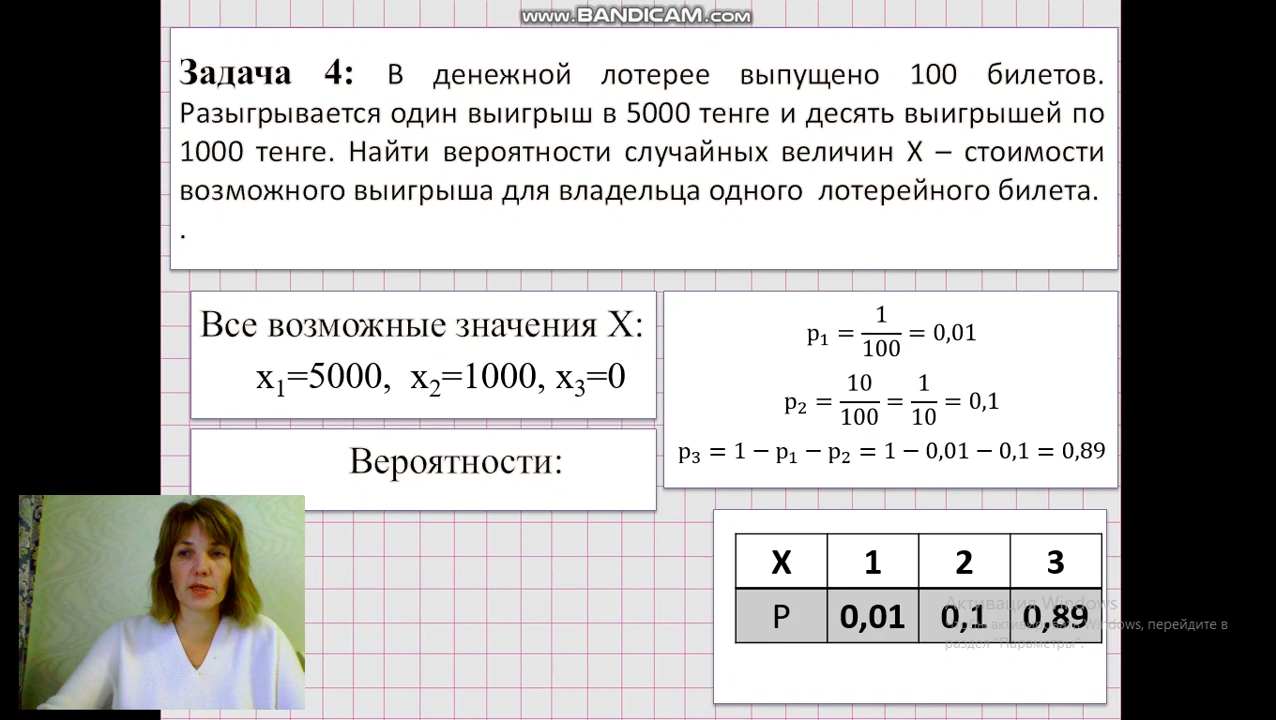 www.BANDICAM.com
Задача 4: В денежной лотерее выпущено 100 билетов.
Разыгрывается один выигрыш в 5000 тенге и десять выигрышей по
1000 тенге. Найти вероятности случайных величин X – стоимости
возможного выигрыша для владельца одного лотерейного билета.
.
Все возможные значения X:
x₁=5000, x₂=1000, x₃=0
Вероятности:
p₁ = 1/100 = 0,01
p₂ = 10/100 = 1/10 = 0,1
p₃ = 1 − p₁ − p₂ = 1 − 0,01 − 0,1 = 0,89
X 1 2 3
P 0,01 0,1 0,89
Активация Windows
активировать Windows, перейдите в
раздел "Параметры".